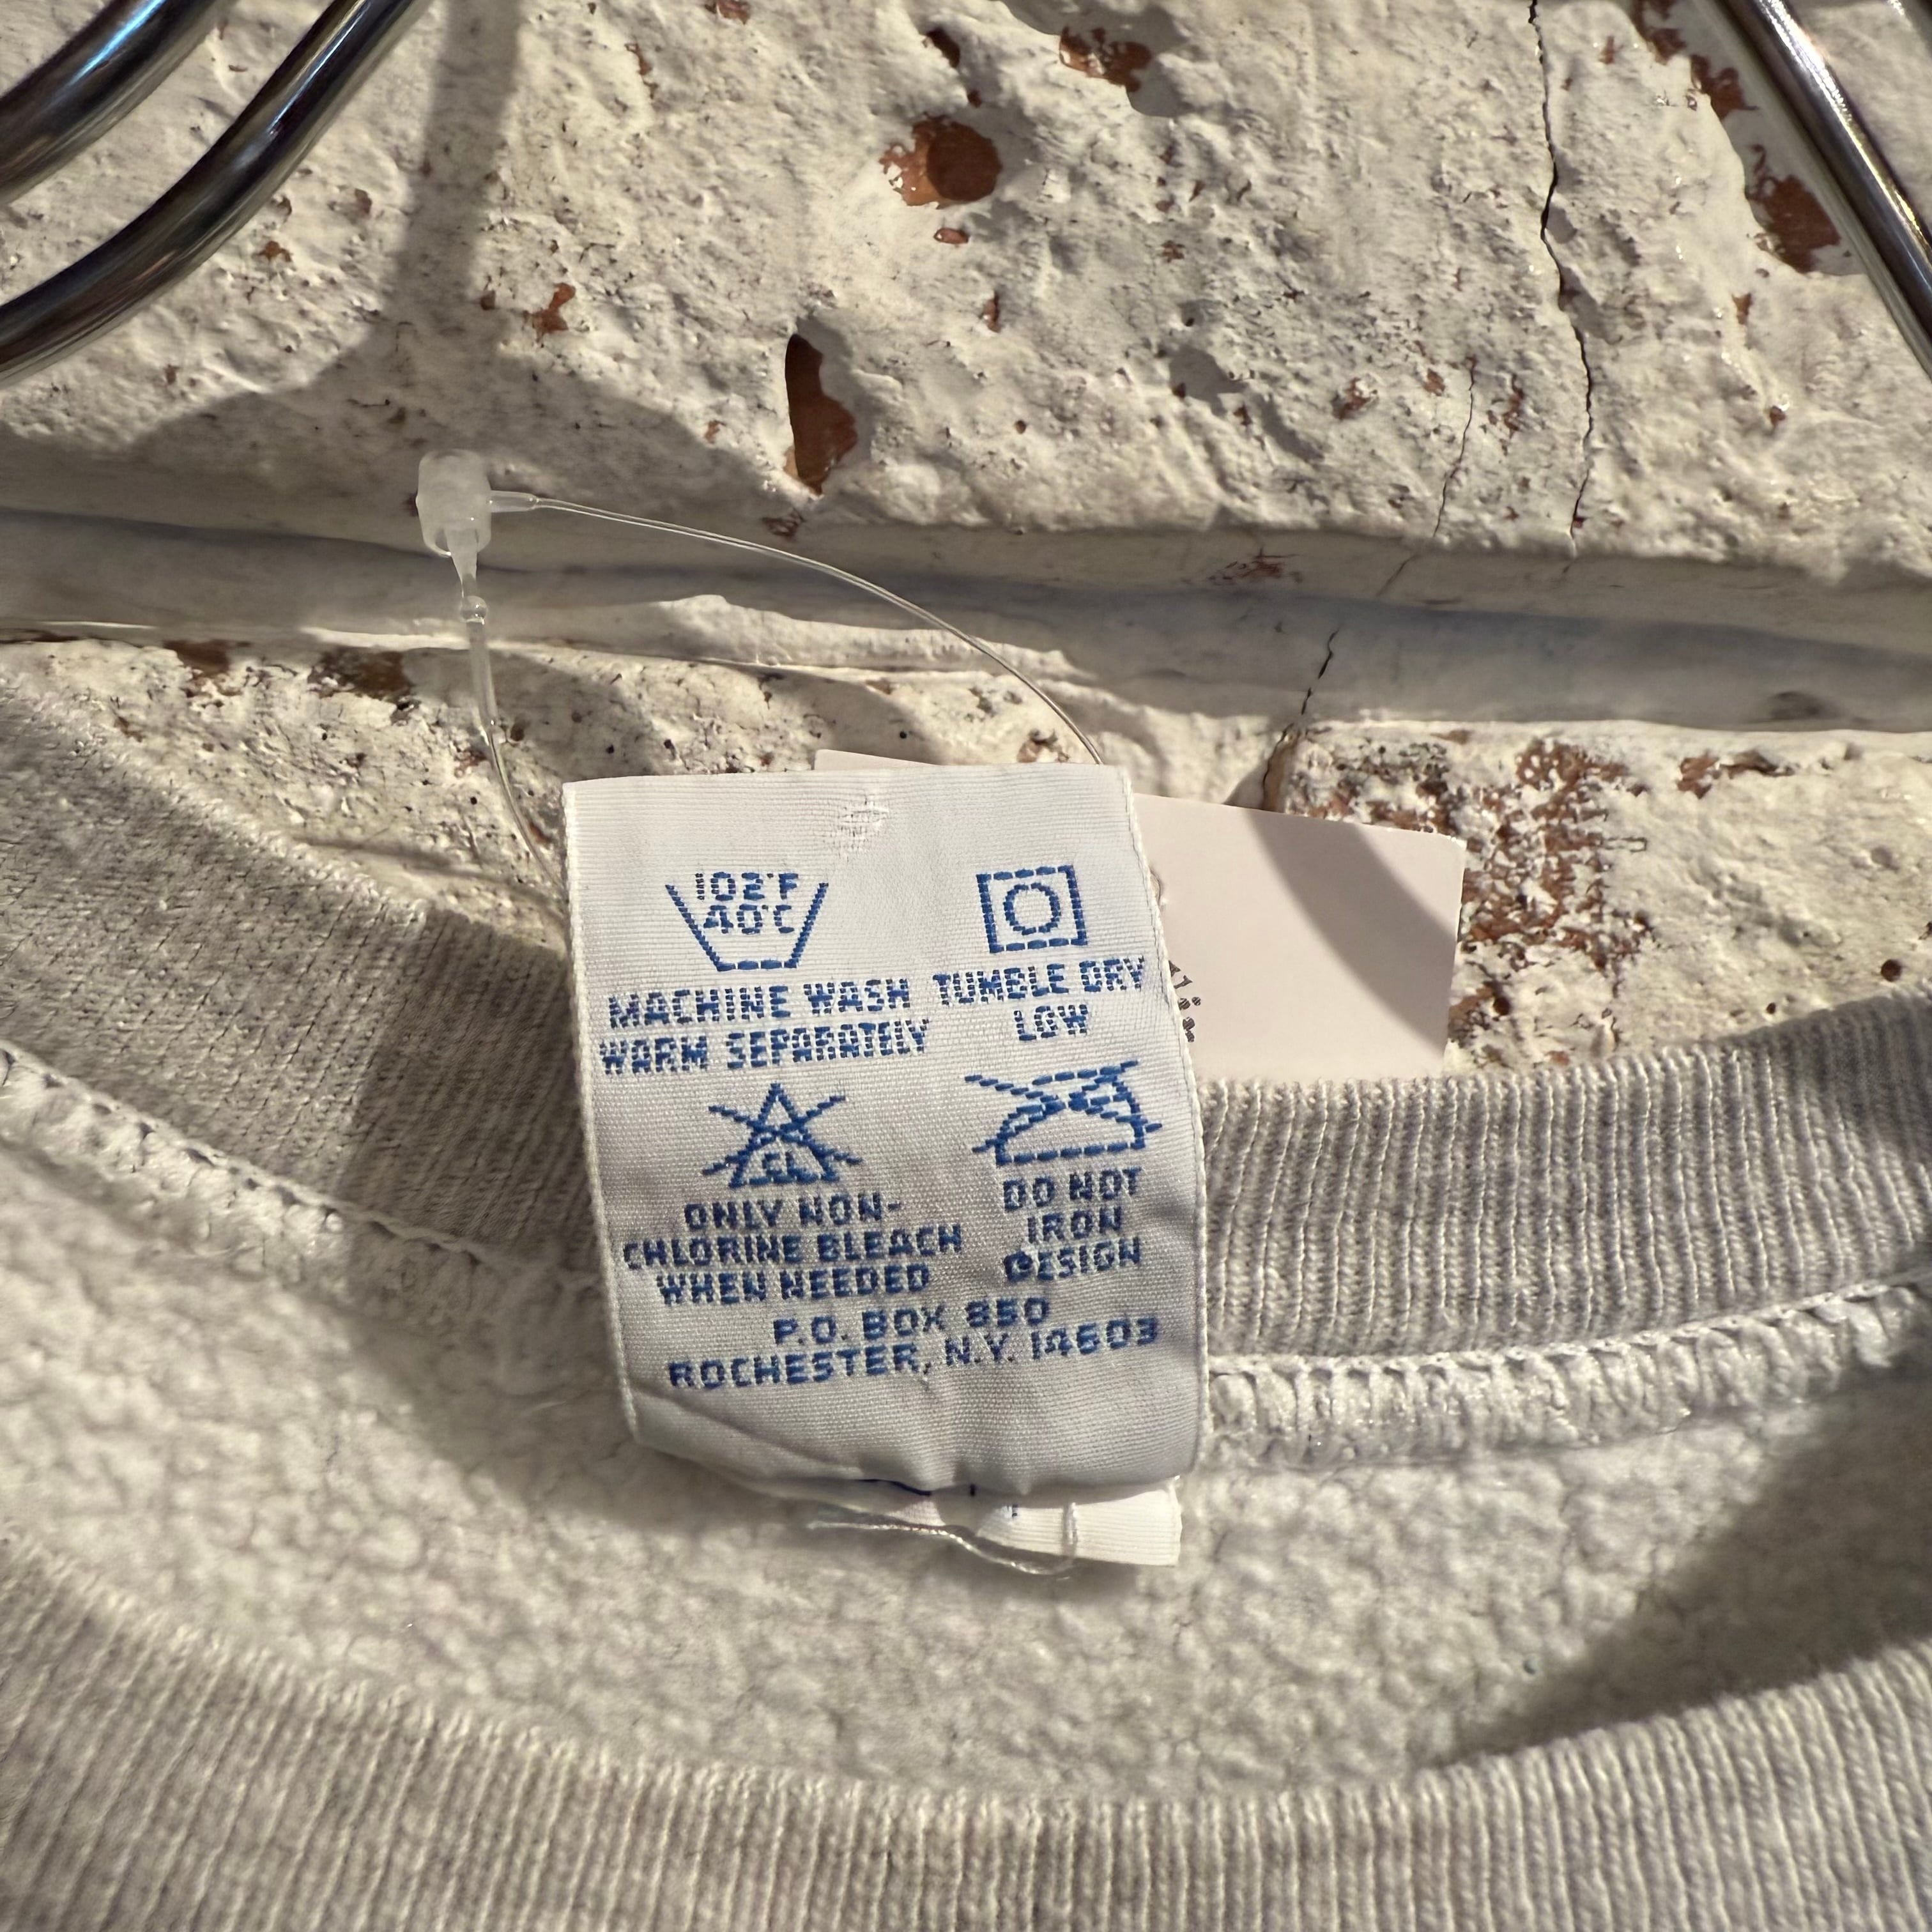 102°F
40°C
MACHINE WASH
WARM SEPARATELY
TUMBLE DRY
LOW
CL
ONLY NON-
CHLORINE BLEACH
WHEN NEEDED
DO NOT
IRON
DESIGN
P.O. BOX 850
ROCHESTER, N.Y. 14603